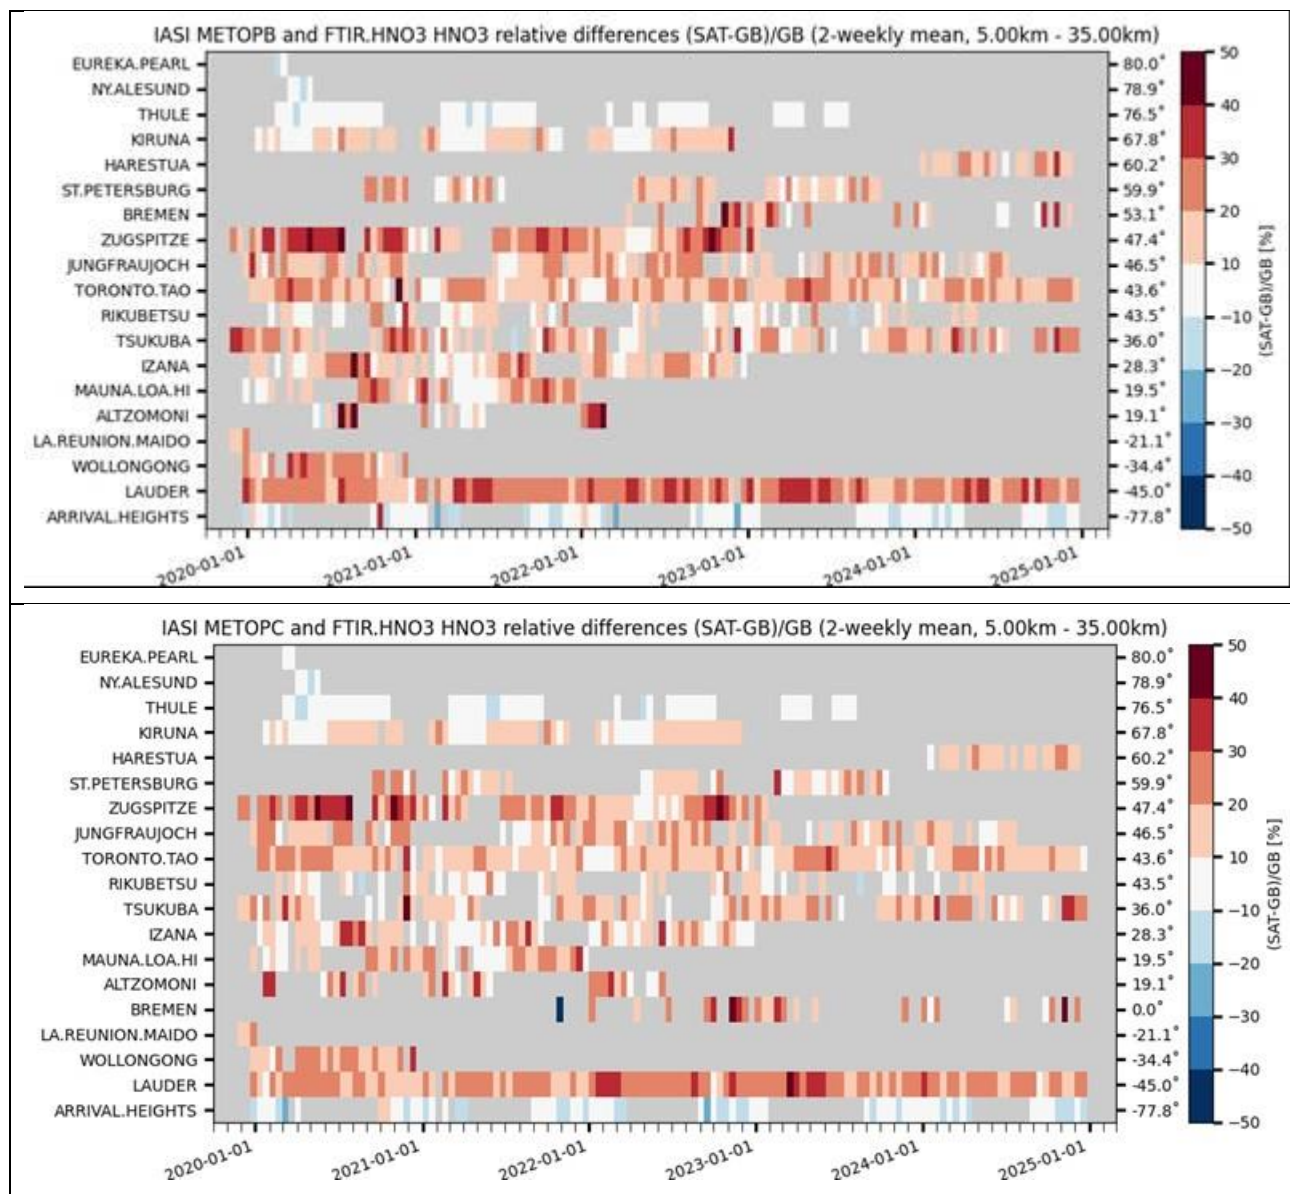 IASI METOPB and FTIR.HNO3 HNO3 relative differences (SAT-GB)/GB (2-weekly mean, 5.00km - 35.00km)
EUREKA.PEARL 80.0°
NY.ALESUND 78.9°
THULE 76.5°
KIRUNA 67.8°
HARESTUA 60.2°
ST.PETERSBURG 59.9°
BREMEN 53.1°
ZUGSPITZE 47.4°
JUNGFRAUJOCH 46.5°
TORONTO.TAO 43.6°
RIKUBETSU 43.5°
TSUKUBA 36.0°
IZANA 28.3°
MAUNA.LOA.HI 19.5°
ALTZOMONI 19.1°
LA.REUNION.MAIDO -21.1°
WOLLONGONG -34.4°
LAUDER -45.0°
ARRIVAL.HEIGHTS -77.8°
2020-01-01 2021-01-01 2022-01-01 2023-01-01 2024-01-01 2025-01-01
50
40
30
20
10
−10
−20
−30
−40
−50
(SAT-GB)/GB [%]
IASI METOPC and FTIR.HNO3 HNO3 relative differences (SAT-GB)/GB (2-weekly mean, 5.00km - 35.00km)
EUREKA.PEARL 80.0°
NY.ALESUND 78.9°
THULE 76.5°
KIRUNA 67.8°
HARESTUA 60.2°
ST.PETERSBURG 59.9°
ZUGSPITZE 47.4°
JUNGFRAUJOCH 46.5°
TORONTO.TAO 43.6°
RIKUBETSU 43.5°
TSUKUBA 36.0°
IZANA 28.3°
MAUNA.LOA.HI 19.5°
ALTZOMONI 19.1°
BREMEN 0.0°
LA.REUNION.MAIDO -21.1°
WOLLONGONG -34.4°
LAUDER -45.0°
ARRIVAL.HEIGHTS -77.8°
2020-01-01 2021-01-01 2022-01-01 2023-01-01 2024-01-01 2025-01-01
50
40
30
20
10
−10
−20
−30
−40
−50
(SAT-GB)/GB [%]